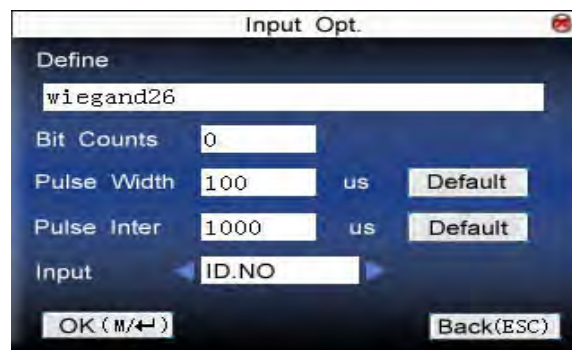 Input Opt.
Define
wiegand26
Bit Counts 0
Pulse Width 100 us Default
Pulse Inter 1000 us Default
Input ID.NO
OK(M/↵) Back(ESC)